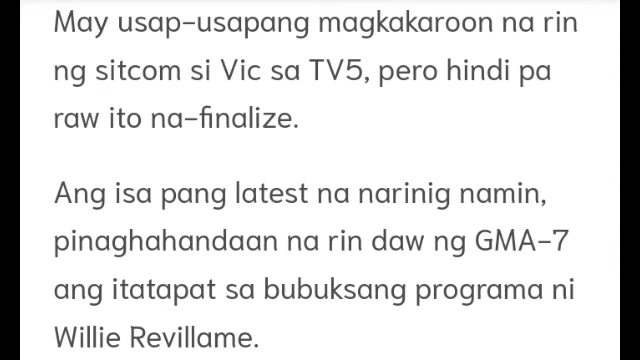 May usap-usapang magkakaroon na rin
ng sitcom si Vic sa TV5, pero hindi pa
raw ito na-finalize.
Ang isa pang latest na narinig namin,
pinaghahandaan na rin daw ng GMA-7
ang itatapat sa bubuksang programa ni
Willie Revillame.